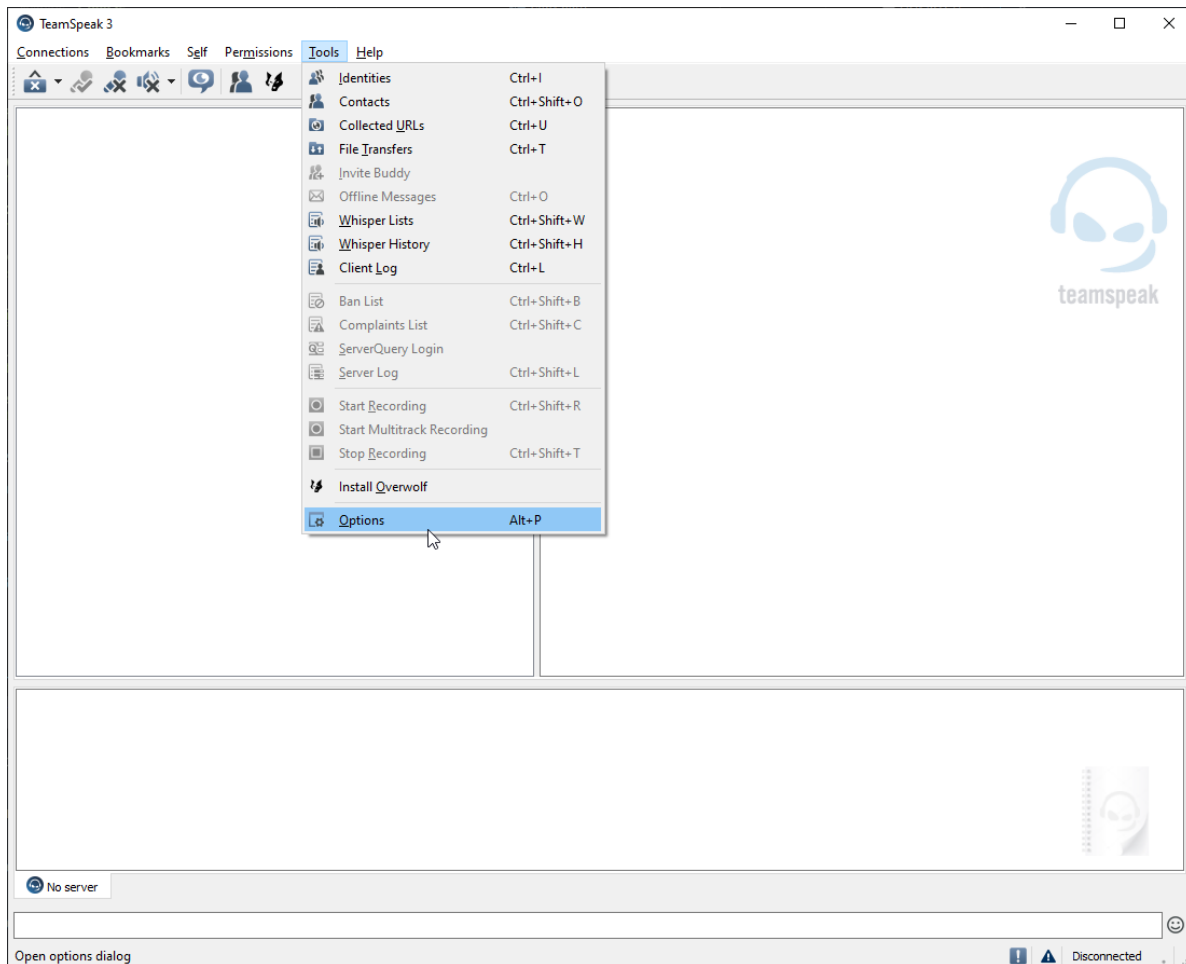 TeamSpeak 3
Connections Bookmarks Self Permissions Tools Help
Identities Ctrl+I
Contacts Ctrl+Shift+O
Collected URLs Ctrl+U
File Transfers Ctrl+T
Invite Buddy
Offline Messages Ctrl+O
Whisper Lists Ctrl+Shift+W
Whisper History Ctrl+Shift+H
Client Log Ctrl+L
Ban List Ctrl+Shift+B
Complaints List Ctrl+Shift+C
ServerQuery Login
Server Log Ctrl+Shift+L
Start Recording Ctrl+Shift+R
Start Multitrack Recording
Stop Recording Ctrl+Shift+T
Install Overwolf
Options Alt+P
teamspeak
No server
Open options dialog Disconnected